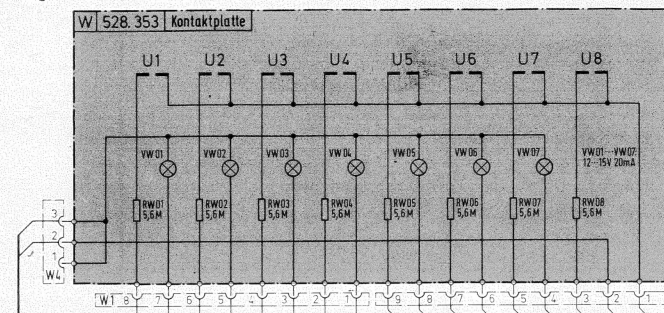 W 528.353 Kontaktplatte
U1 U2 U3 U4 U5 U6 U7 U8
VW01 VW02 VW03 VW04 VW05 VW06 VW07 VW01---VW07:
12---15V 20mA
RW01 RW02 RW03 RW04 RW05 RW06 RW07 RW08
5,6M 5,6M 5,6M 5,6M 5,6M 5,6M 5,6M 5,6M
3
2
1
W4
W1 8 7 6 5 4 3 2 1 9 8 7 6 5 4 3 2 1